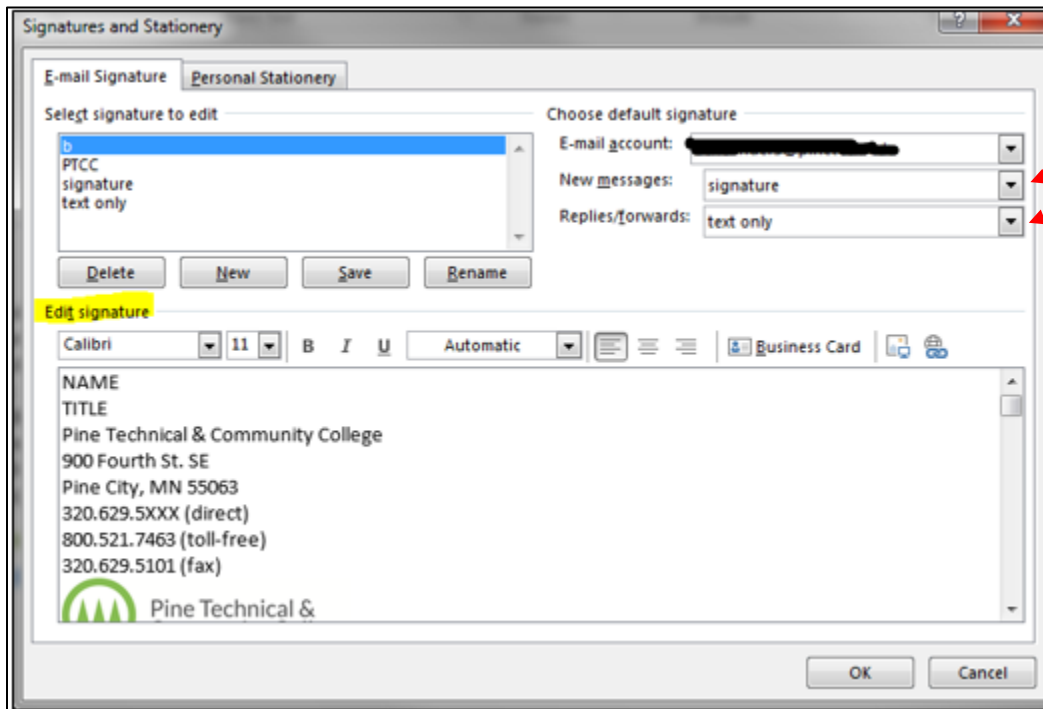 Signatures and Stationery
E-mail Signature
Personal Stationery
Select signature to edit
Choose default signature
b
PTCC
signature
text only
E-mail account:
New messages:
signature
Replies/forwards:
text only
Delete
New
Save
Rename
Edit signature
Calibri
11
B
I
U
Automatic
Business Card
NAME
TITLE
Pine Technical & Community College
900 Fourth St. SE
Pine City, MN 55063
320.629.5XXX (direct)
800.521.7463 (toll-free)
320.629.5101 (fax)
Pine Technical &
OK
Cancel